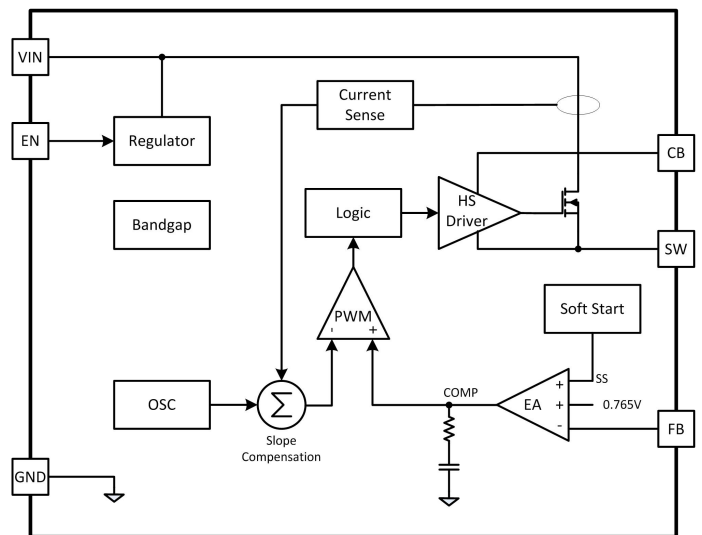 VIN
Current
Sense
EN
Regulator
CB
HS
Driver
Logic
Bandgap
SW
Soft Start
PWM
- +
SS
COMP
+
OSC
Σ
EA
+
0.765V
-
FB
Slope
Compensation
GND